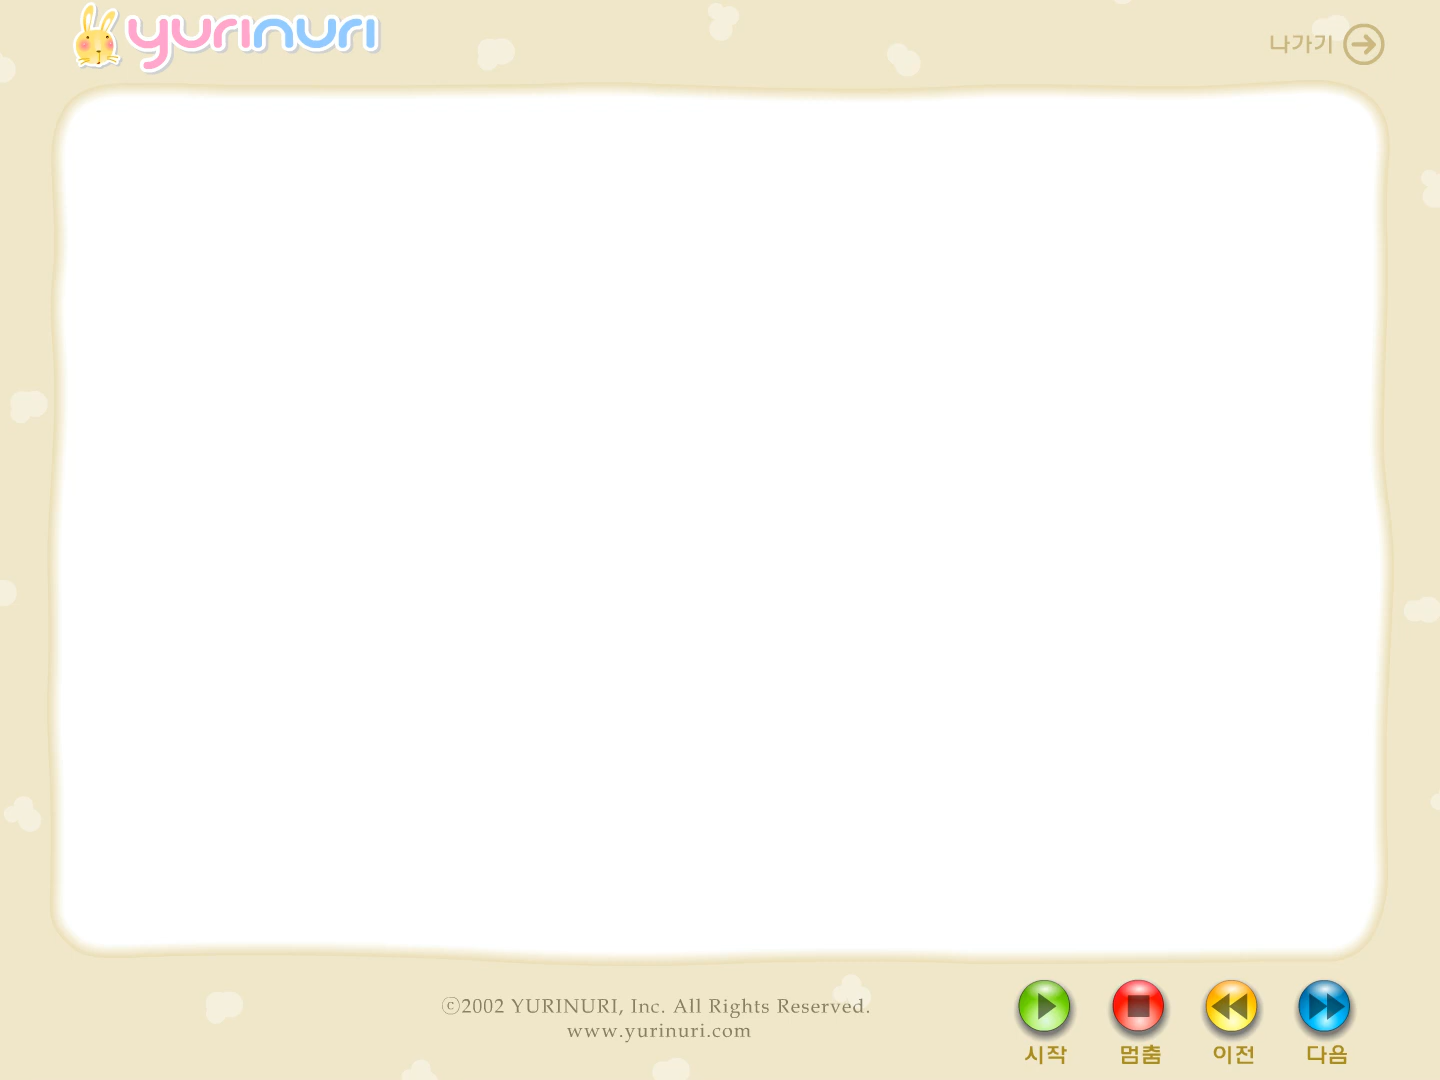 yurinuri
나가기
ⓒ2002 YURINURI, Inc. All Rights Reserved.
www.yurinuri.com
시작 멈춤 이전 다음